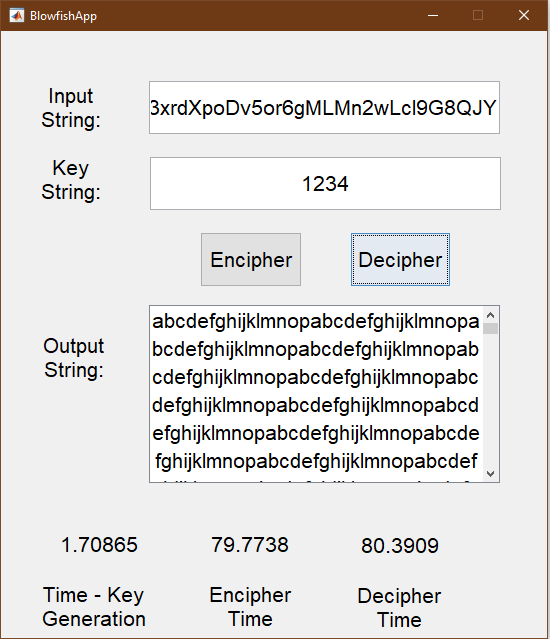 BlowfishApp
Input
String:
3xrdXpoDv5or6gMLMn2wLcl9G8QJY
Key
String:
1234
Encipher
Decipher
Output
String:
abcdefghijklmnopabcdefghijklmnopa
bcdefghijklmnopabcdefghijklmnopab
cdefghijklmnopabcdefghijklmnopabc
defghijklmnopabcdefghijklmnopabcd
efghijklmnopabcdefghijklmnopabcde
fghijklmnopabcdefghijklmnopabcdef
1.70865
79.7738
80.3909
Time - Key
Generation
Encipher
Time
Decipher
Time